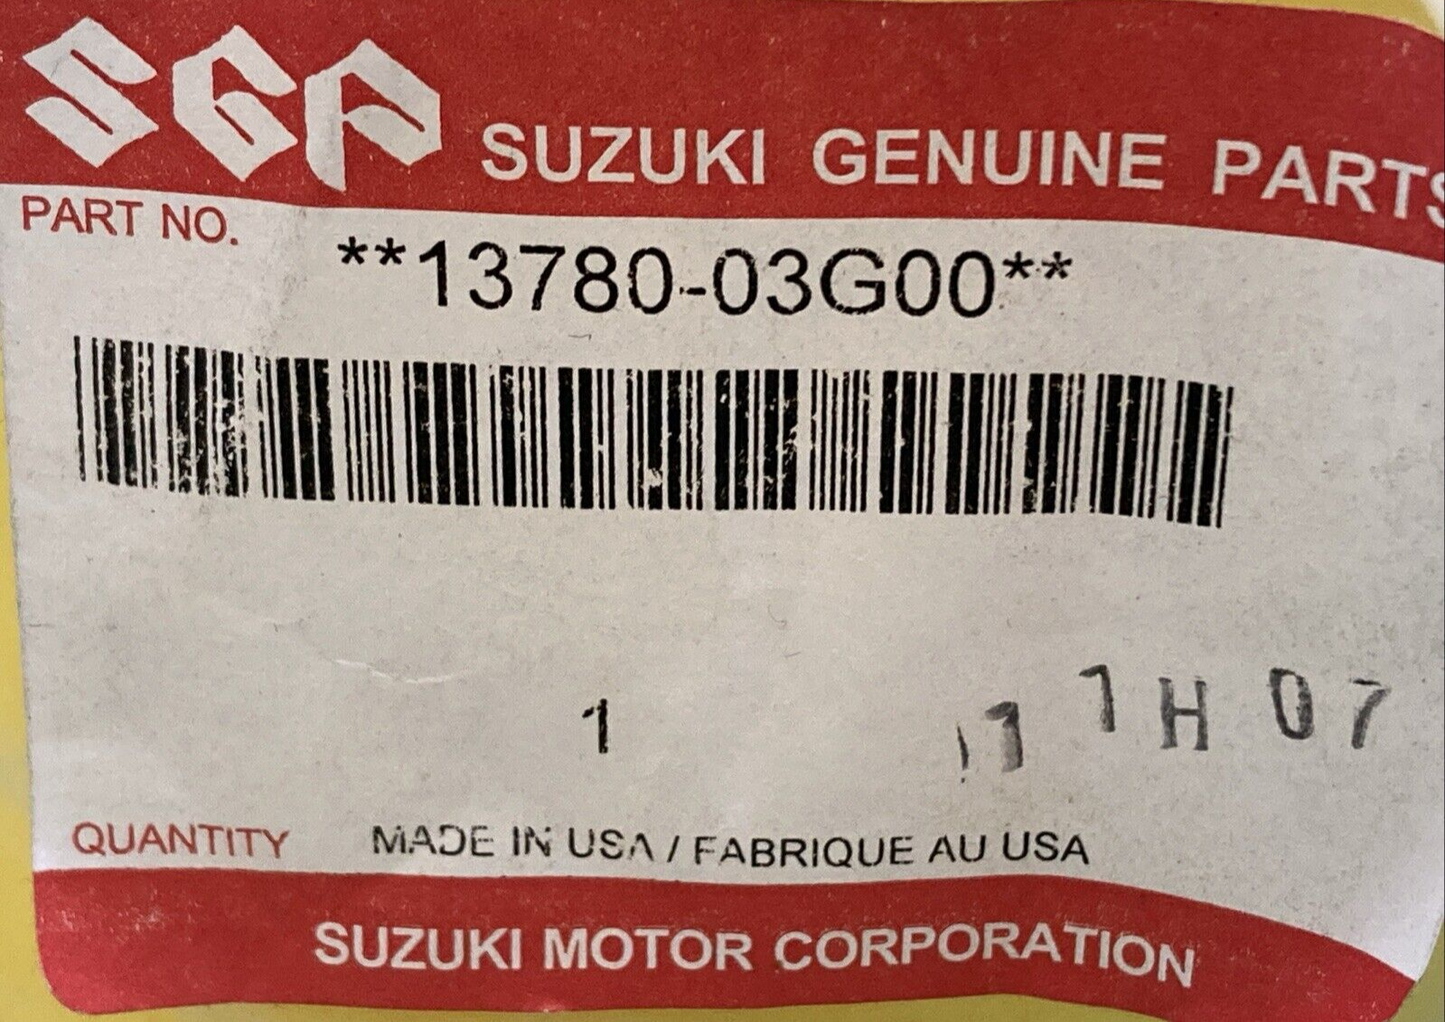 SGP SUZUKI GENUINE PARTS
PART NO.
**13780-03G00**
1
11H 07
QUANTITY
MADE IN USA / FABRIQUE AU USA
SUZUKI MOTOR CORPORATION